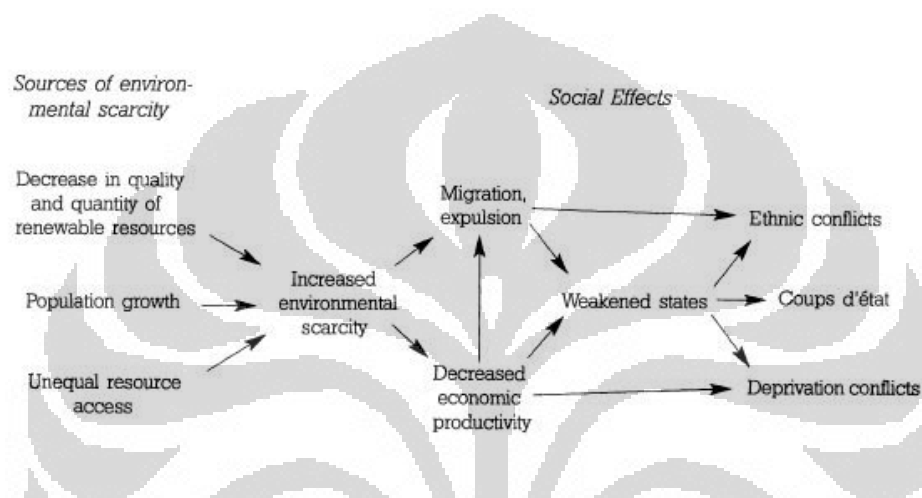 Sources of environ-
mental scarcity
Social Effects
Decrease in quality
and quantity of
renewable resources
Population growth
Unequal resource
access
Increased
environmental
scarcity
Migration,
expulsion
Decreased
economic
productivity
Weakened states
Ethnic conflicts
Coups d'état
Deprivation conflicts